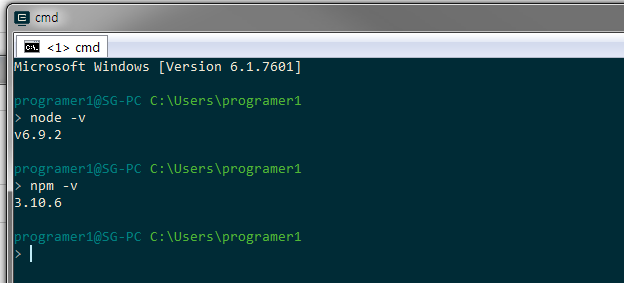 cmd
<1> cmd
Microsoft Windows [Version 6.1.7601]
programer1@SG-PC C:\Users\programer1
> node -v
v6.9.2
programer1@SG-PC C:\Users\programer1
> npm -v
3.10.6
programer1@SG-PC C:\Users\programer1
>